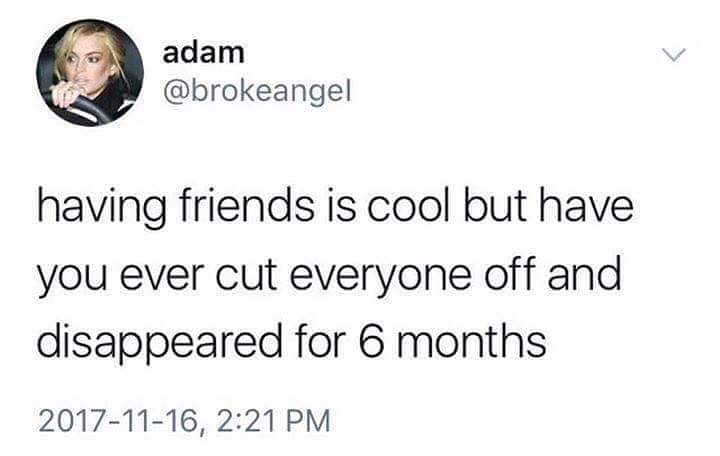 adam
@brokeangel
having friends is cool but have
you ever cut everyone off and
disappeared for 6 months
2017-11-16, 2:21 PM